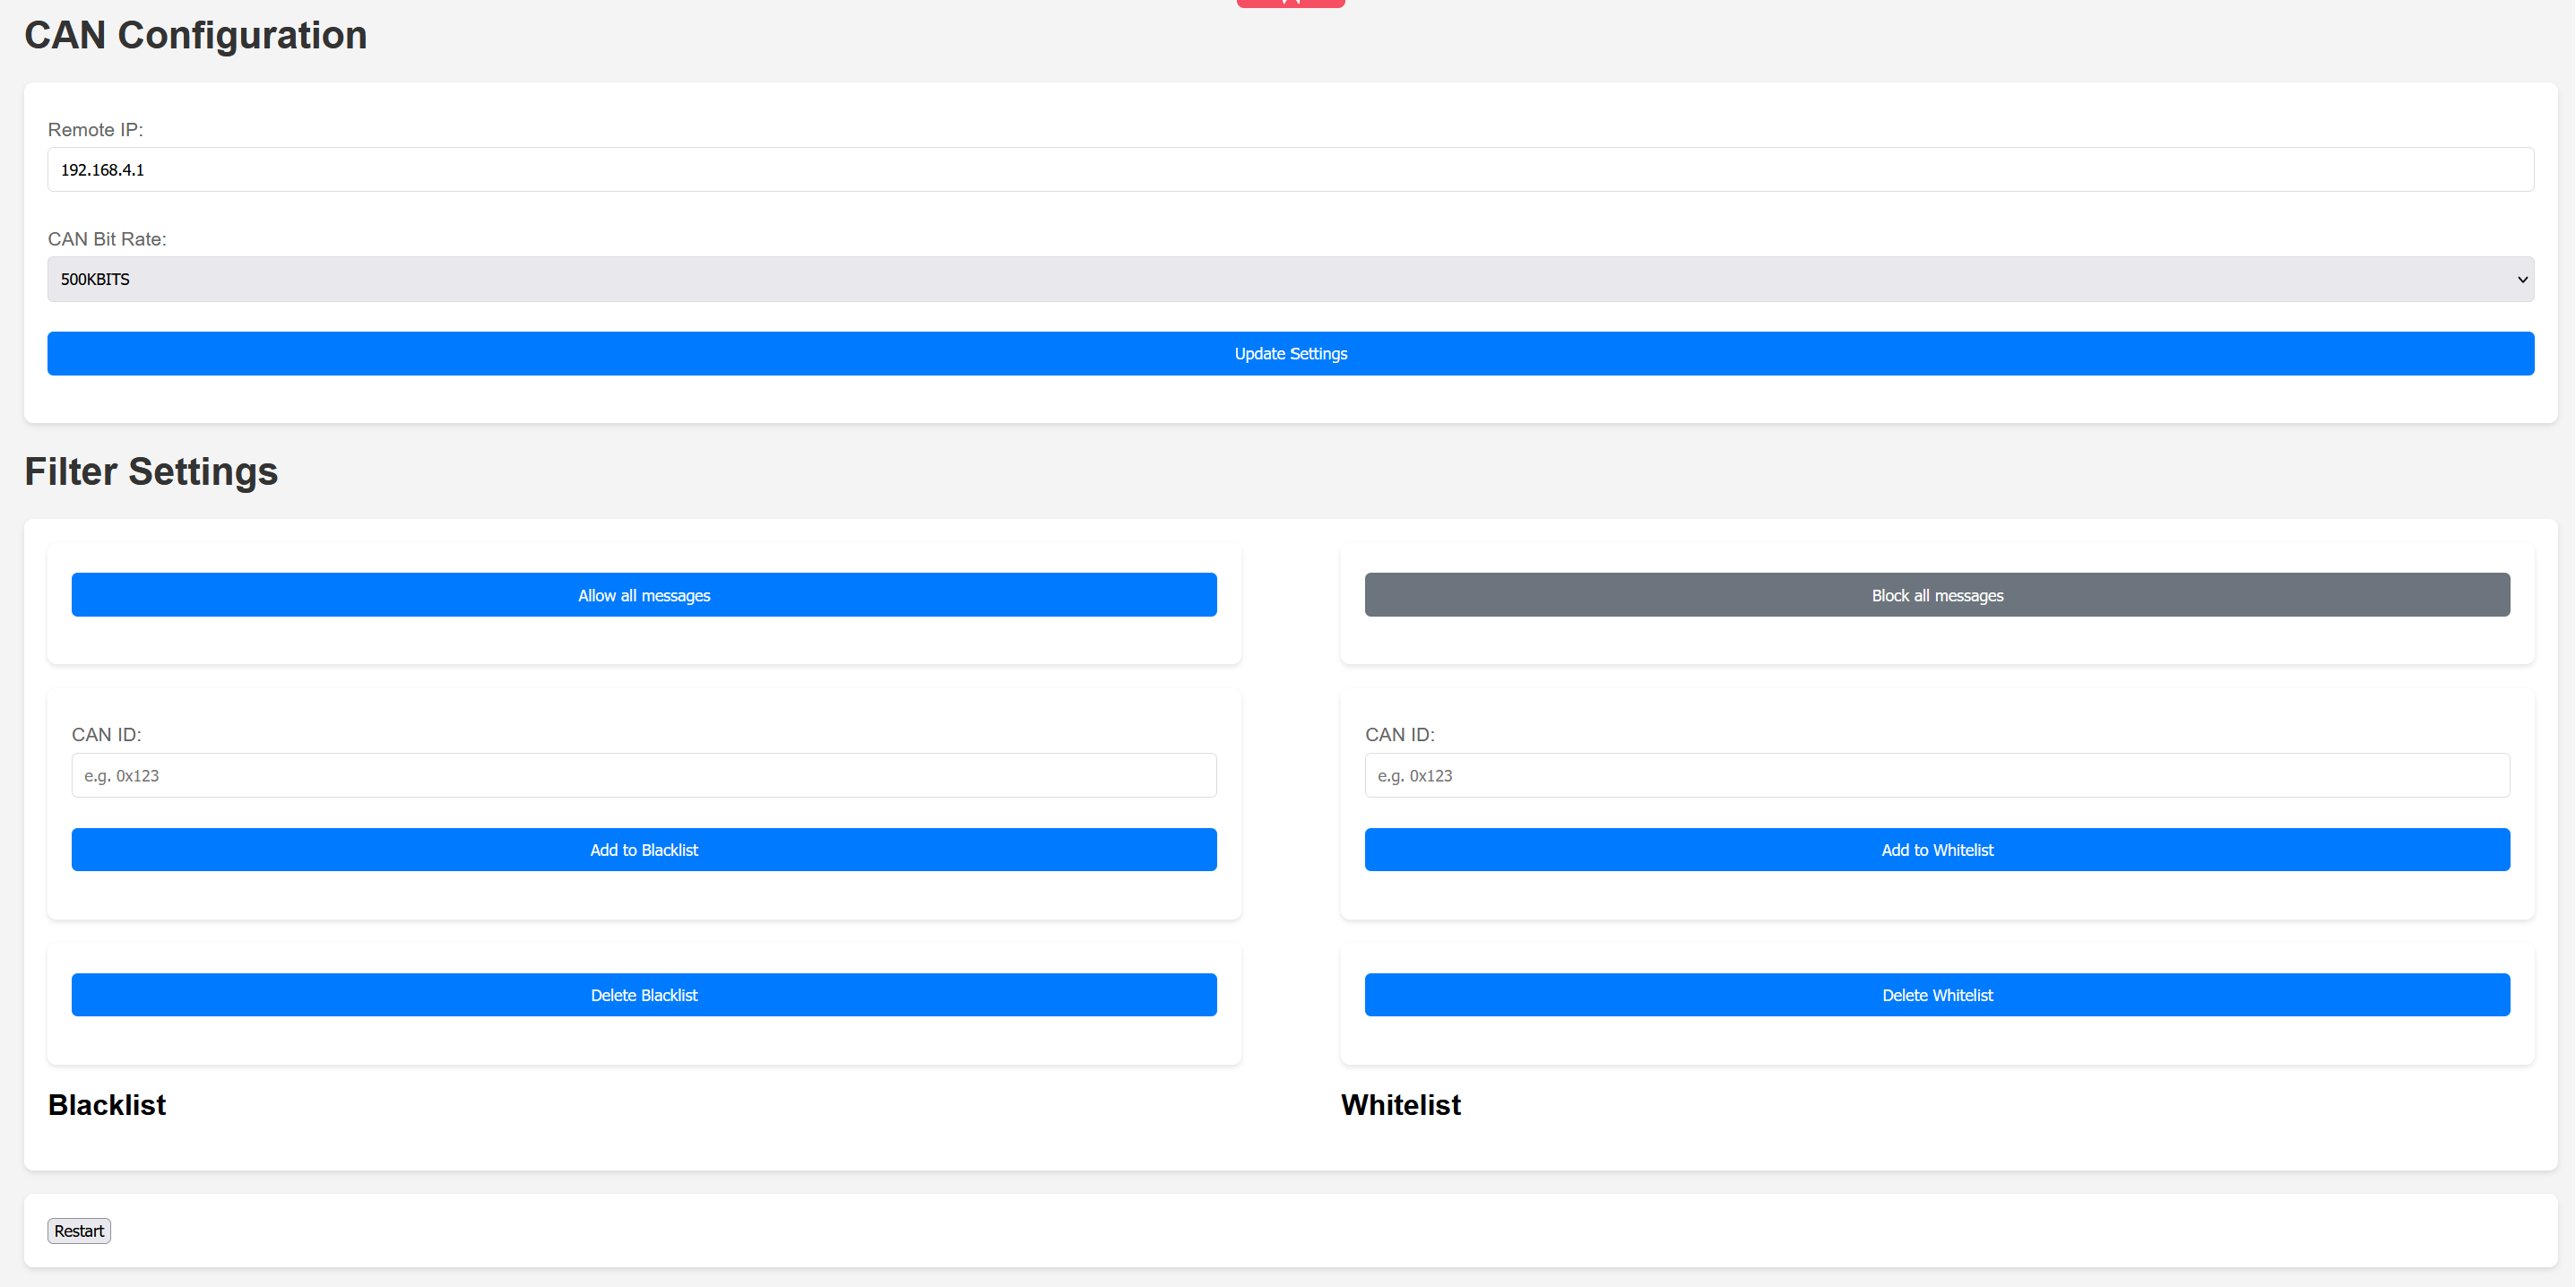 CAN Configuration
Remote IP:
192.168.4.1
CAN Bit Rate:
500KBITS
Update Settings
Filter Settings
Allow all messages
Block all messages
CAN ID:
CAN ID:
e.g. 0x123
e.g. 0x123
Add to Blacklist
Add to Whitelist
Delete Blacklist
Delete Whitelist
Blacklist
Whitelist
Restart